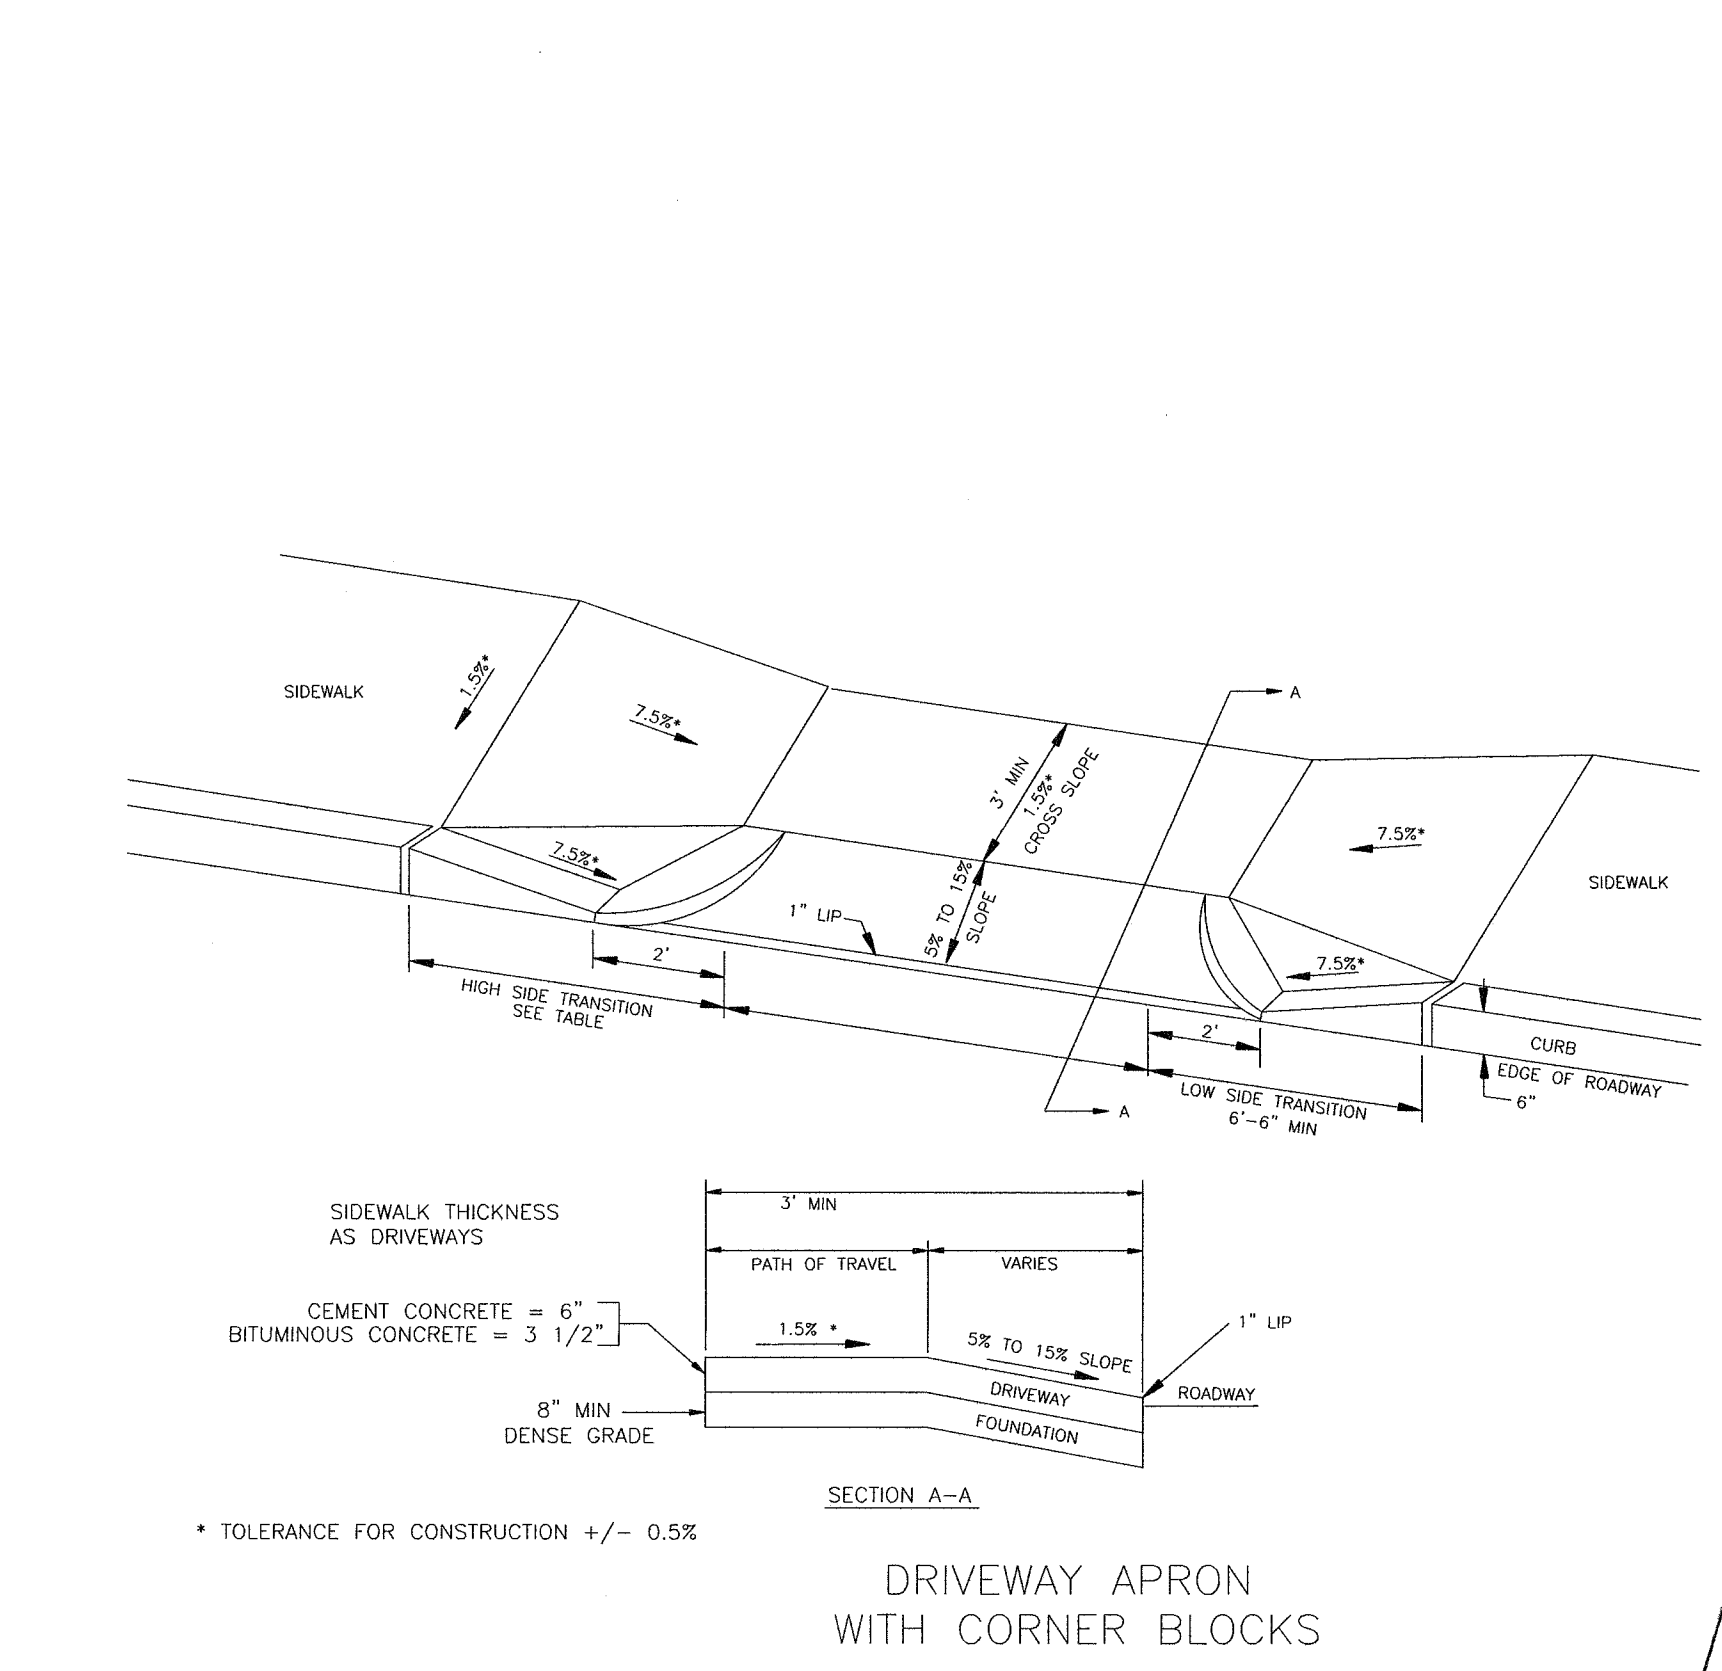 SIDEWALK
1.5%*
7.5%*
7.5%*
3' MIN
1.5%*
CROSS SLOPE
A
7.5%*
SIDEWALK
1" LIP
5% TO 15%
SLOPE
7.5%*
2'
HIGH SIDE TRANSITION
SEE TABLE
2'
CURB
EDGE OF ROADWAY
6"
LOW SIDE TRANSITION
6'-6" MIN
A
3' MIN
SIDEWALK THICKNESS
AS DRIVEWAYS
PATH OF TRAVEL
VARIES
CEMENT CONCRETE = 6"
BITUMINOUS CONCRETE = 3 1/2"
1.5% *
5% TO 15% SLOPE
1" LIP
DRIVEWAY
ROADWAY
8" MIN
DENSE GRADE
FOUNDATION
SECTION A-A
* TOLERANCE FOR CONSTRUCTION +/- 0.5%
DRIVEWAY APRON
WITH CORNER BLOCKS